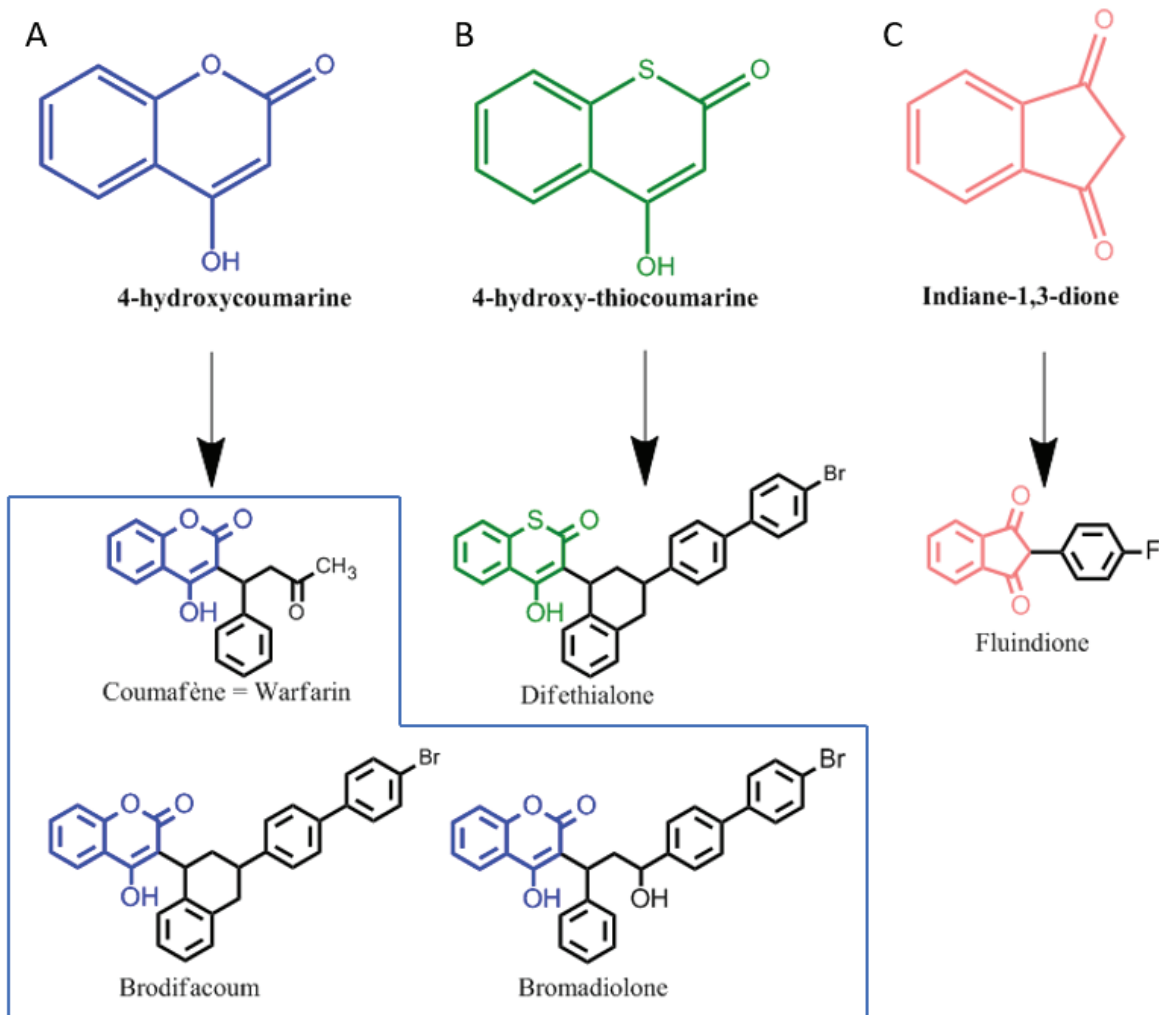 A
B
C
O
O
OH
4-hydroxycoumarine
S
O
OH
4-hydroxy-thiocoumarine
O
O
Indiane-1,3-dione
O
O
OH
CH3
O
Coumafène = Warfarin
S
O
OH
Br
Difethialone
O
O
F
Fluindione
O
O
OH
Br
Brodifacoum
O
O
OH
OH
Br
Bromadiolone